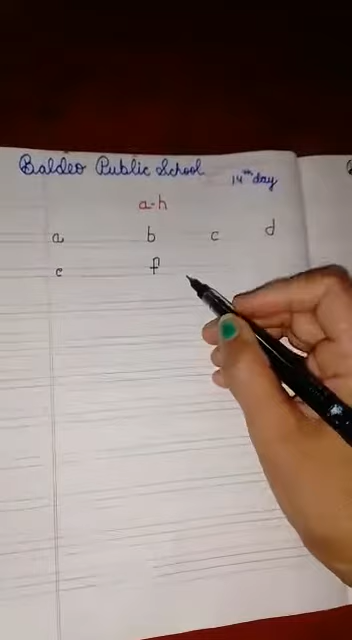 Baldeo Public School
14th day
a-h
a b c d
e f